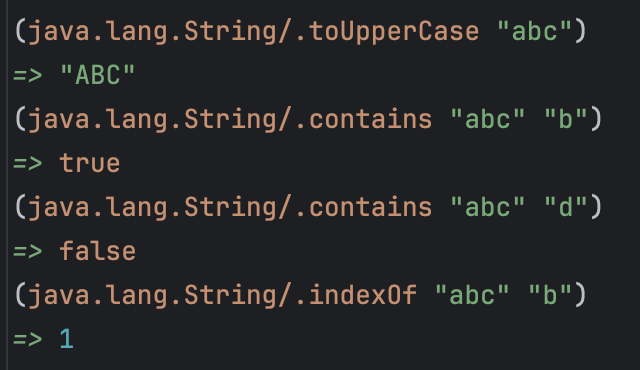 (java.lang.String/.toUpperCase "abc")
=> "ABC"
(java.lang.String/.contains "abc" "b")
=> true
(java.lang.String/.contains "abc" "d")
=> false
(java.lang.String/.indexOf "abc" "b")
=> 1